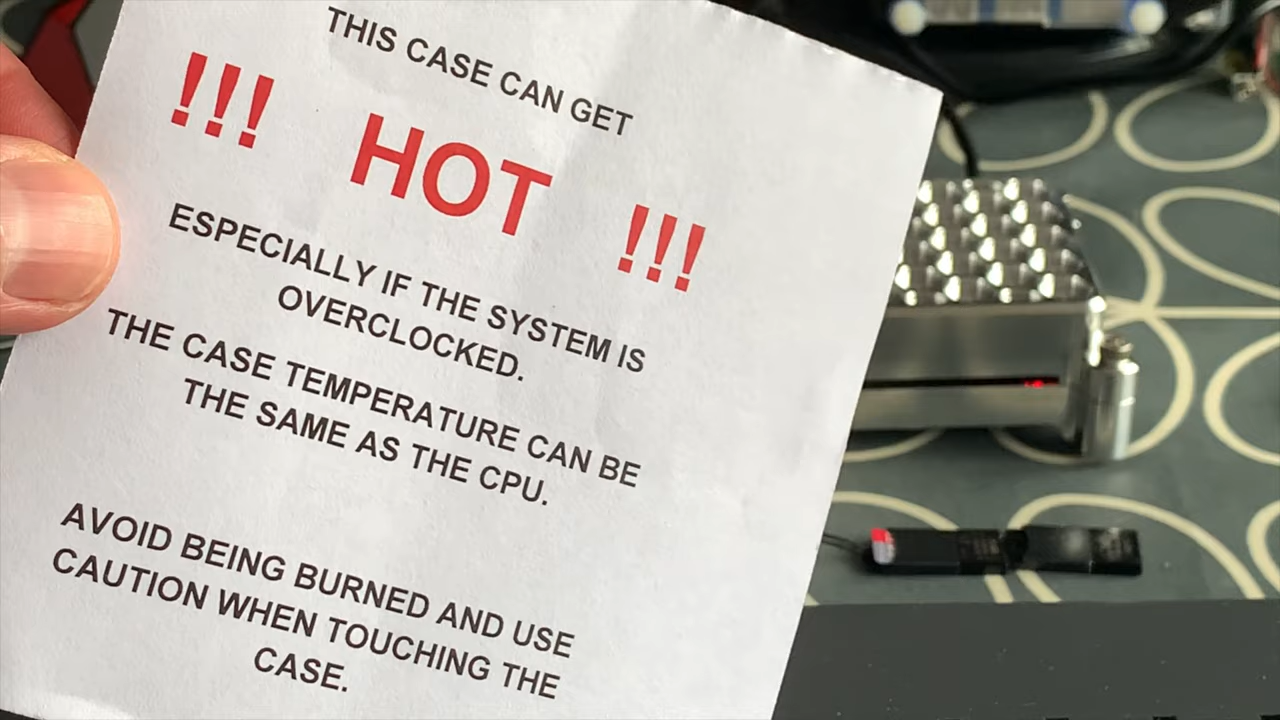 THIS CASE CAN GET
!!! HOT !!!
ESPECIALLY IF THE SYSTEM IS
OVERCLOCKED.
THE CASE TEMPERATURE CAN BE
THE SAME AS THE CPU.
AVOID BEING BURNED AND USE
CAUTION WHEN TOUCHING THE
CASE.